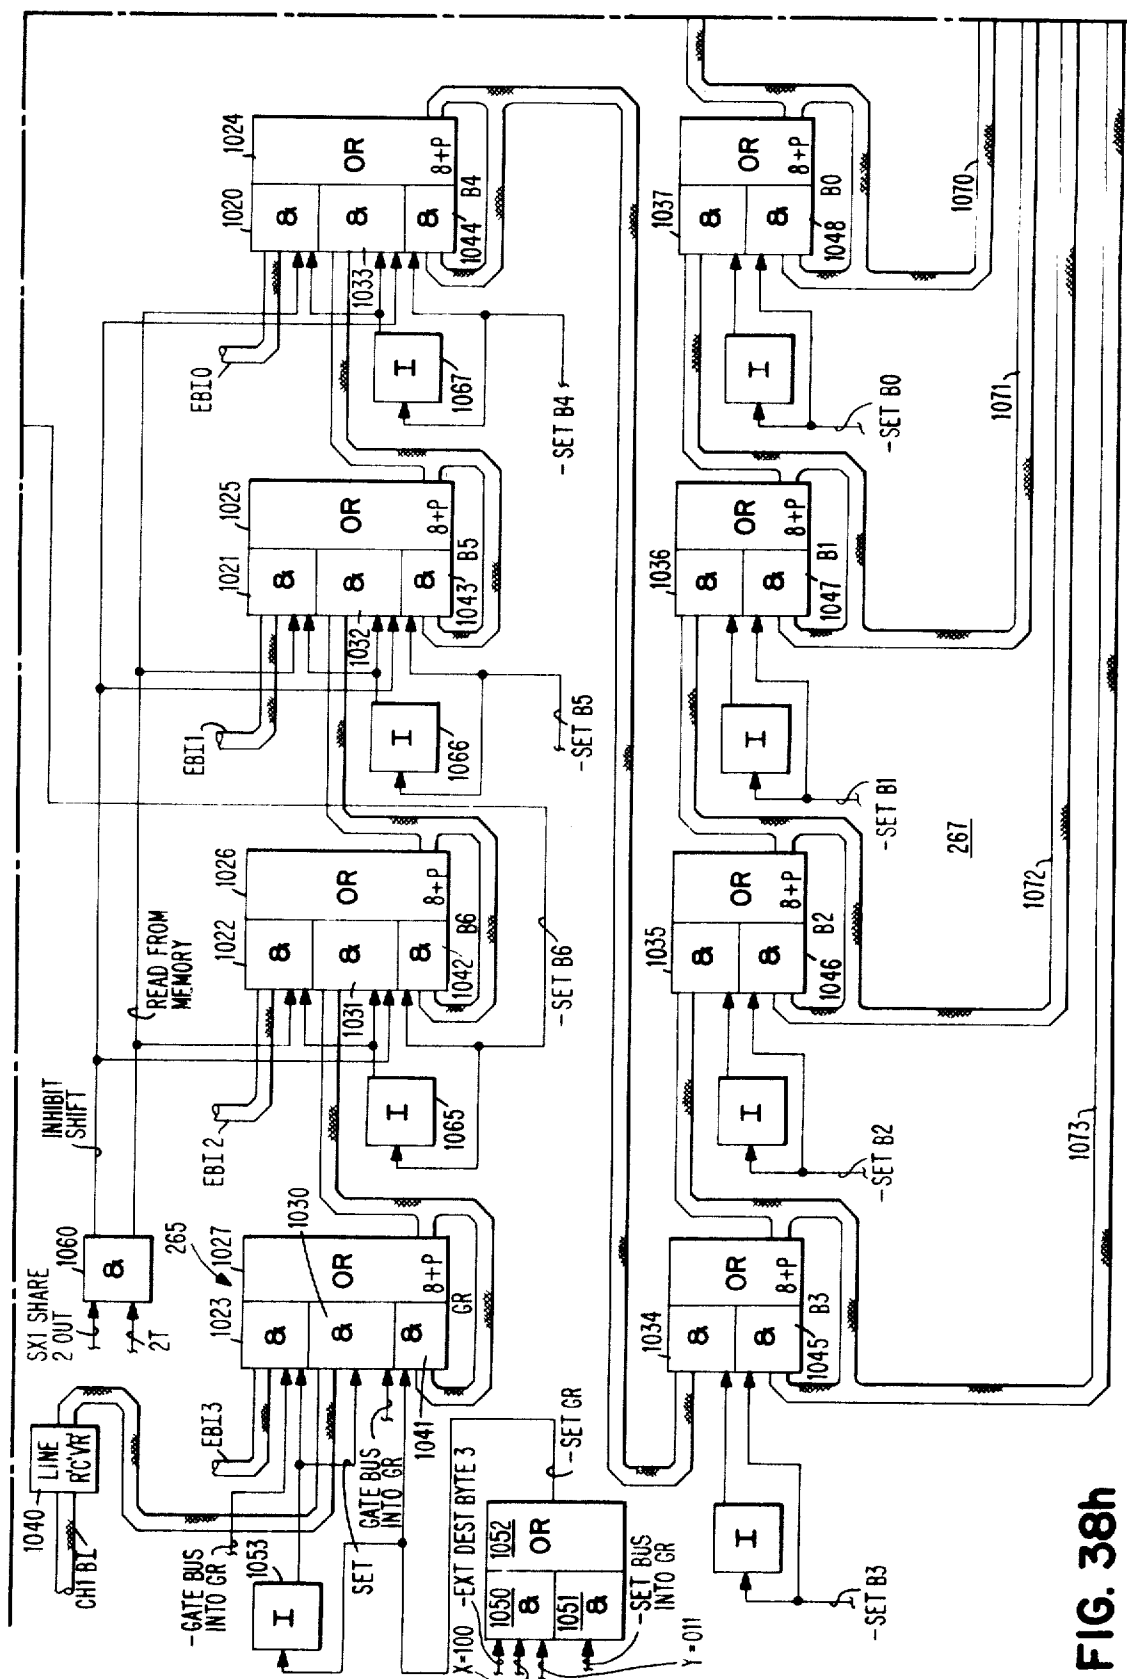 1040
LINE
R'C'V'R'
CH1 BI
SX1 SHARE
2 OUT
1060
&
2T
INHIBIT
SHIFT
READ FROM
MEMORY
EBI3
1023
265
1027
1030
&
&
&
OR
8+P
GR
1041
-GATE BUS
INTO GR
1053
I
SET
GATE BUS
INTO GR
EBI2
1022
1026
&
&
&
OR
8+P
1031
1042
B6
I
1065
-SET B6
EBI1
1021
1025
&
&
&
OR
8+P
1032
1043
B5
I
1066
-SET B5
EBI0
1020
1024
&
&
&
OR
8+P
1033
1044
B4
I
1067
-SET B4
X=100
-EXT DEST BYTE 3
1050
&
1051
&
1052
OR
-SET GR
-SET BUS
INTO GR
Y=011
1034
&
&
OR
8+P
1045
B3
I
-SET B3
1035
&
&
OR
8+P
1046
B2
I
-SET B2
1036
&
&
OR
8+P
1047
B1
I
-SET B1
1037
&
&
OR
8+P
1048
B0
I
-SET B0
267
1073
1072
1071
1070
FIG. 38h